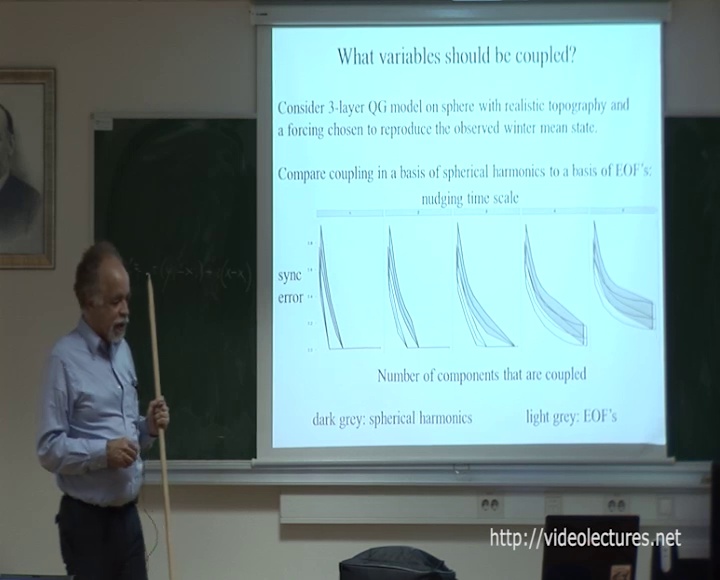 What variables should be coupled?
Consider 3-layer QG model on sphere with realistic topography and
a forcing chosen to reproduce the observed winter mean state.
Compare coupling in a basis of spherical harmonics to a basis of EOF's:
nudging time scale
sync
error
Number of components that are coupled
dark grey: spherical harmonics
light grey: EOF's
http://videolectures.net